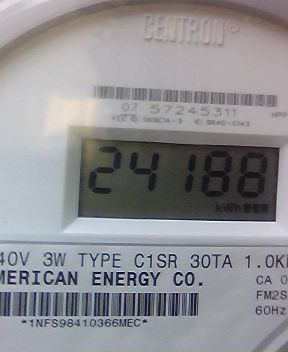 CENTRON®
07 57245311
24188
kWh
40V 3W TYPE C1SR 30TA 1.0K
MERICAN ENERGY CO.
CA 0
FM2S
60Hz
*1NFS98410366MEC*